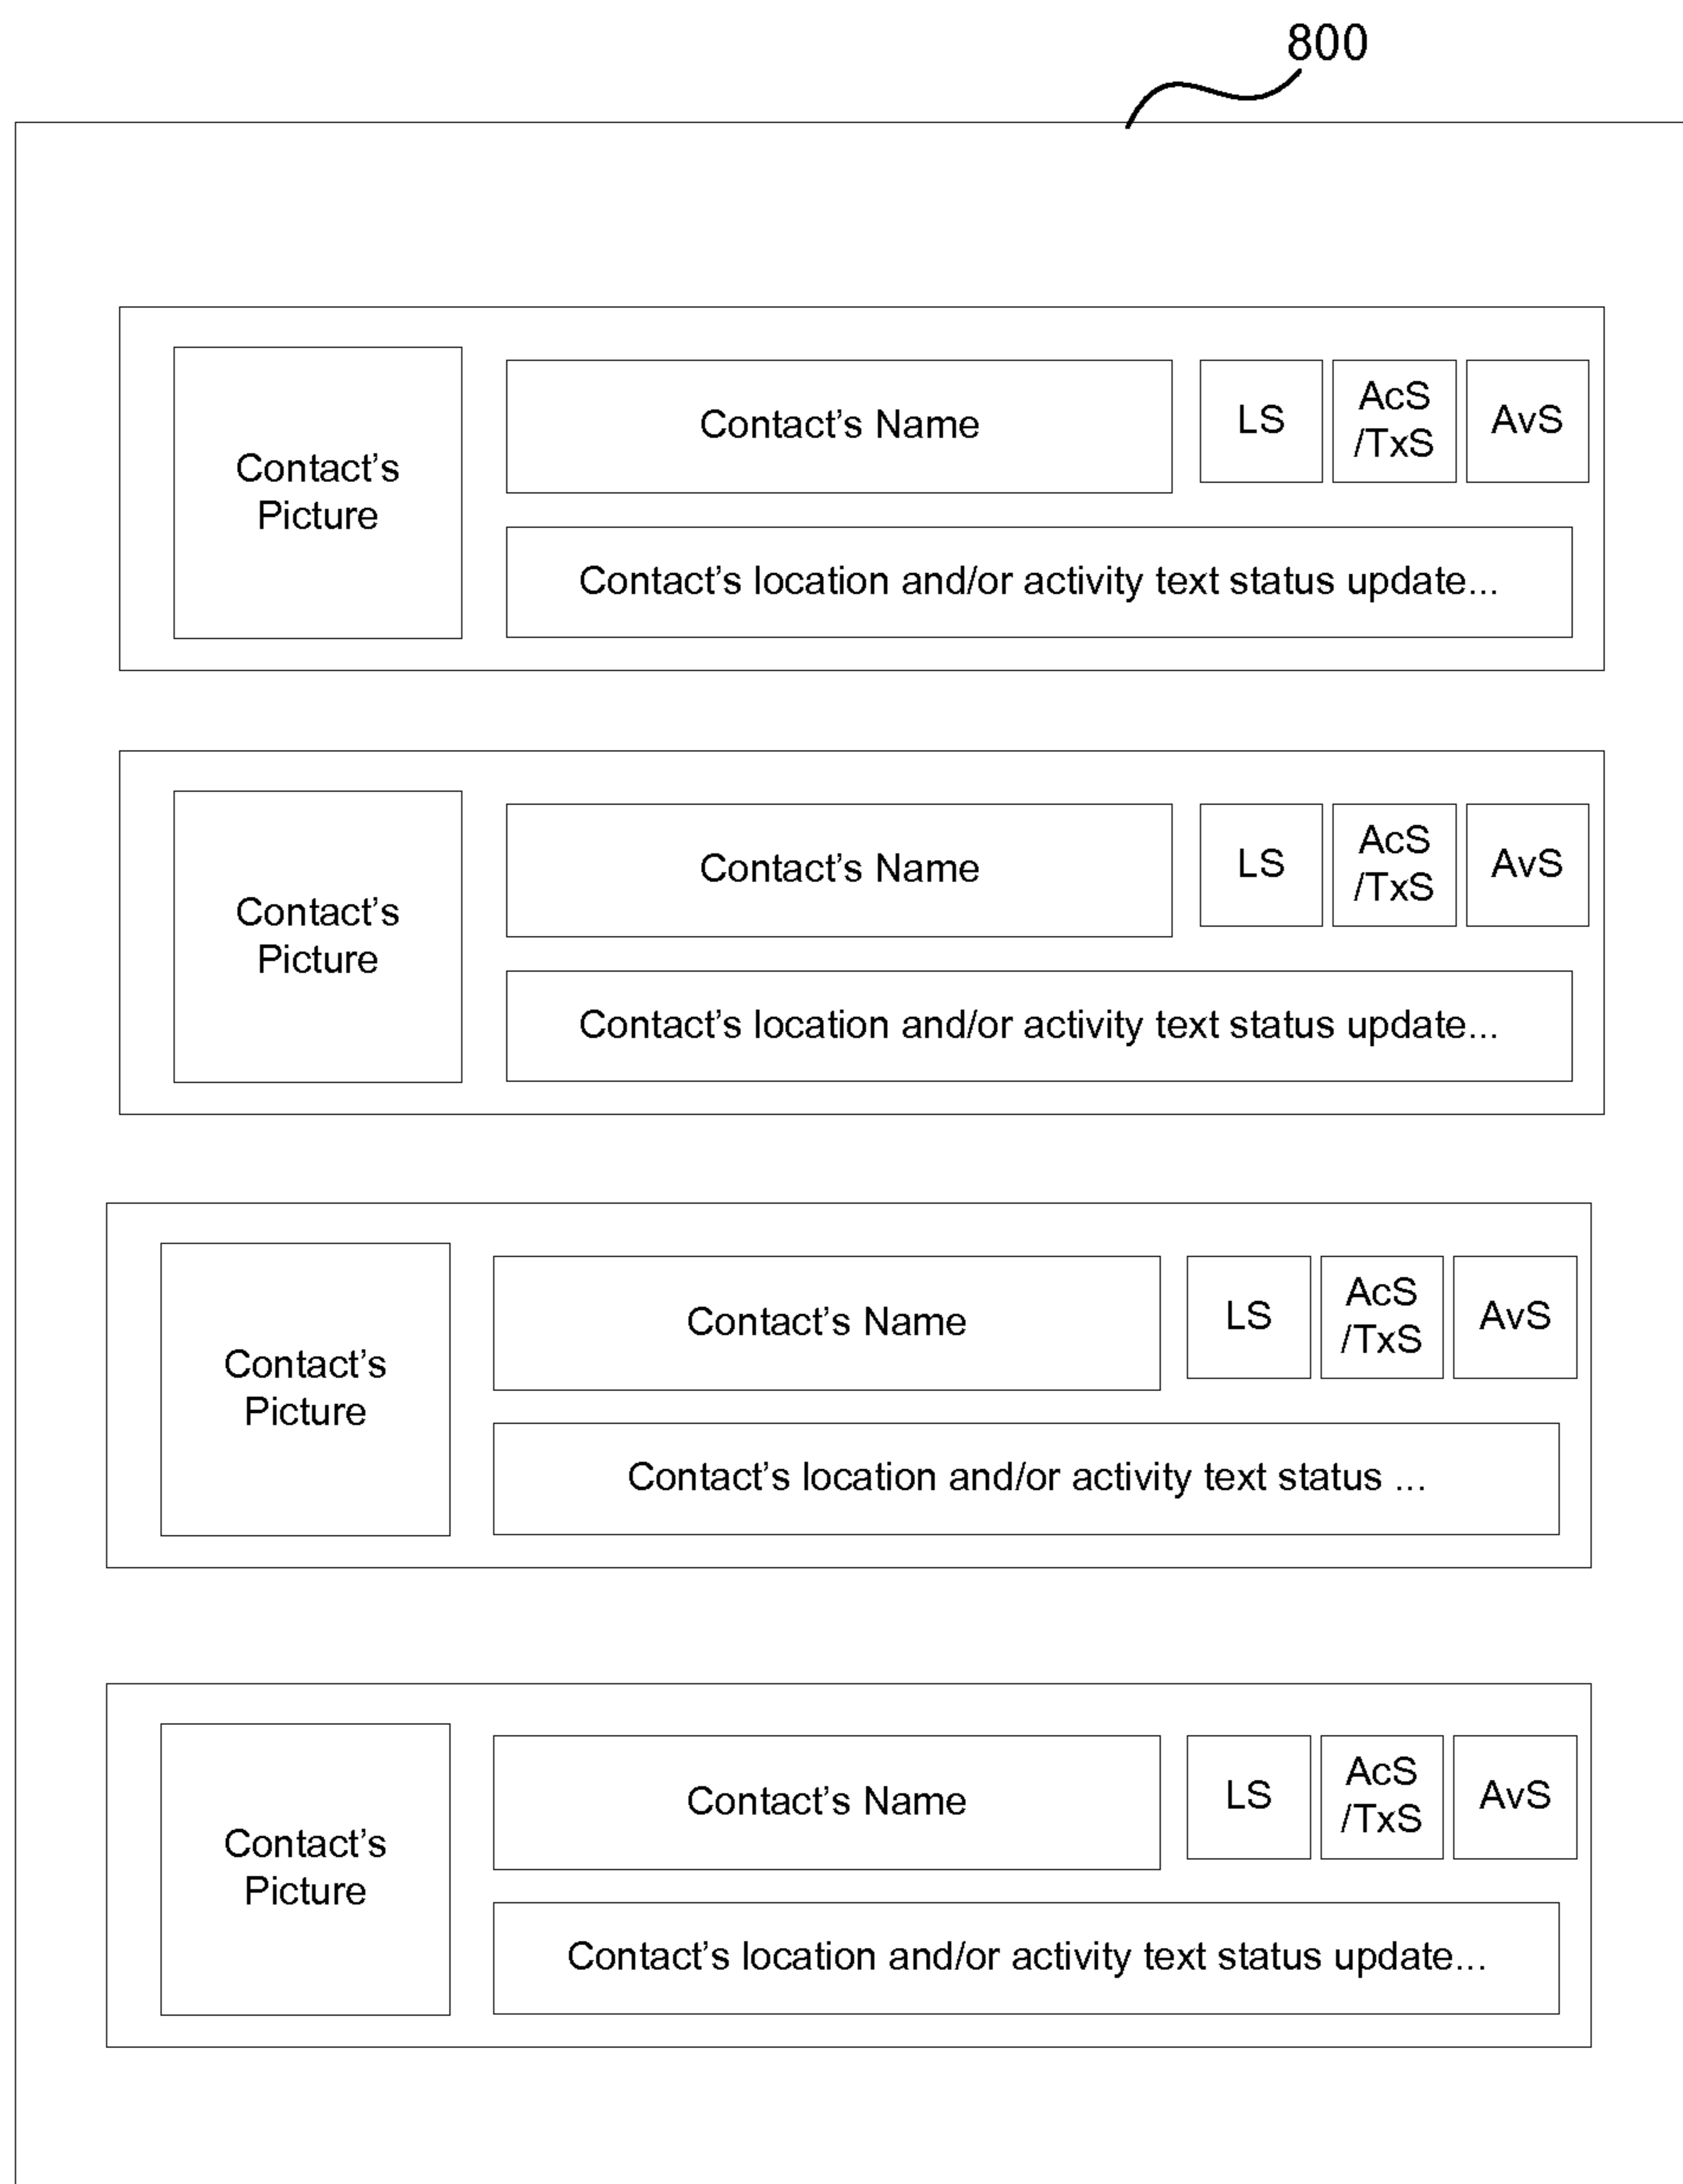 800
Contact's
Picture
Contact's Name
LS
AcS
/TxS
AvS
Contact's location and/or activity text status update...
Contact's
Picture
Contact's Name
LS
AcS
/TxS
AvS
Contact's location and/or activity text status update...
Contact's
Picture
Contact's Name
LS
AcS
/TxS
AvS
Contact's location and/or activity text status ...
Contact's
Picture
Contact's Name
LS
AcS
/TxS
AvS
Contact's location and/or activity text status update...